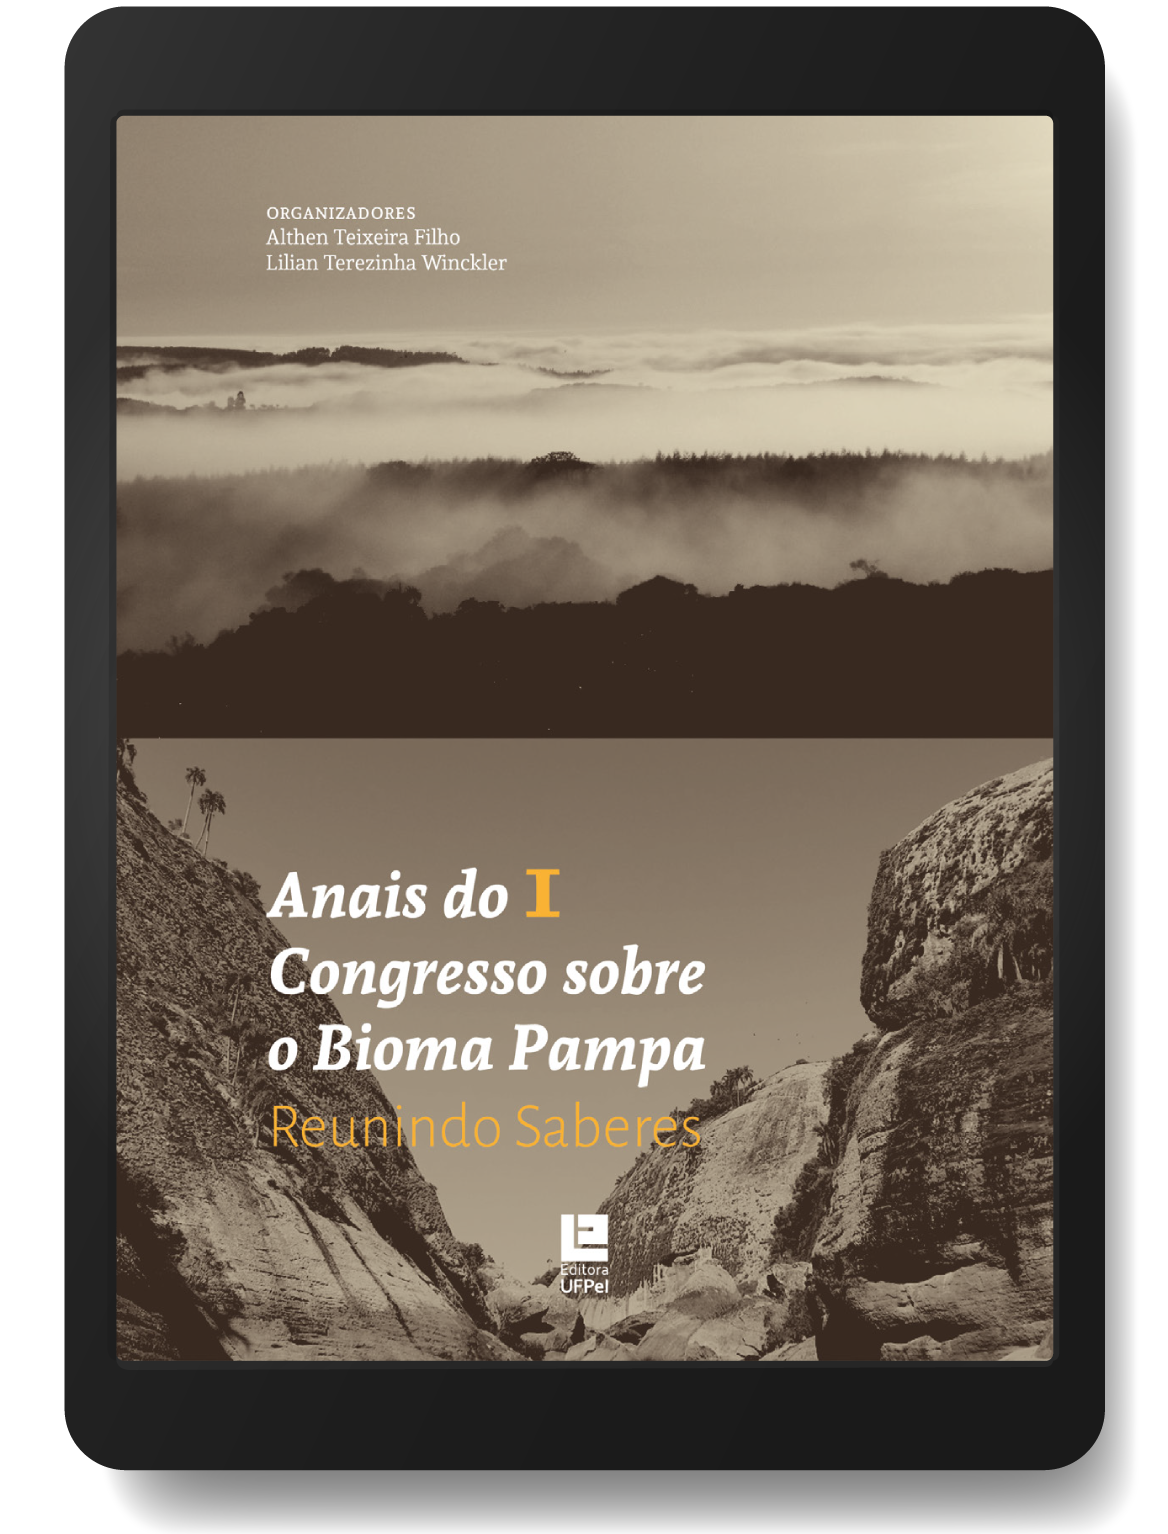 ORGANIZADORES
Althen Teixeira Filho
Lilian Terezinha Winckler
Anais do I
Congresso sobre
o Bioma Pampa
Reunindo Saberes
Editora
UFPel